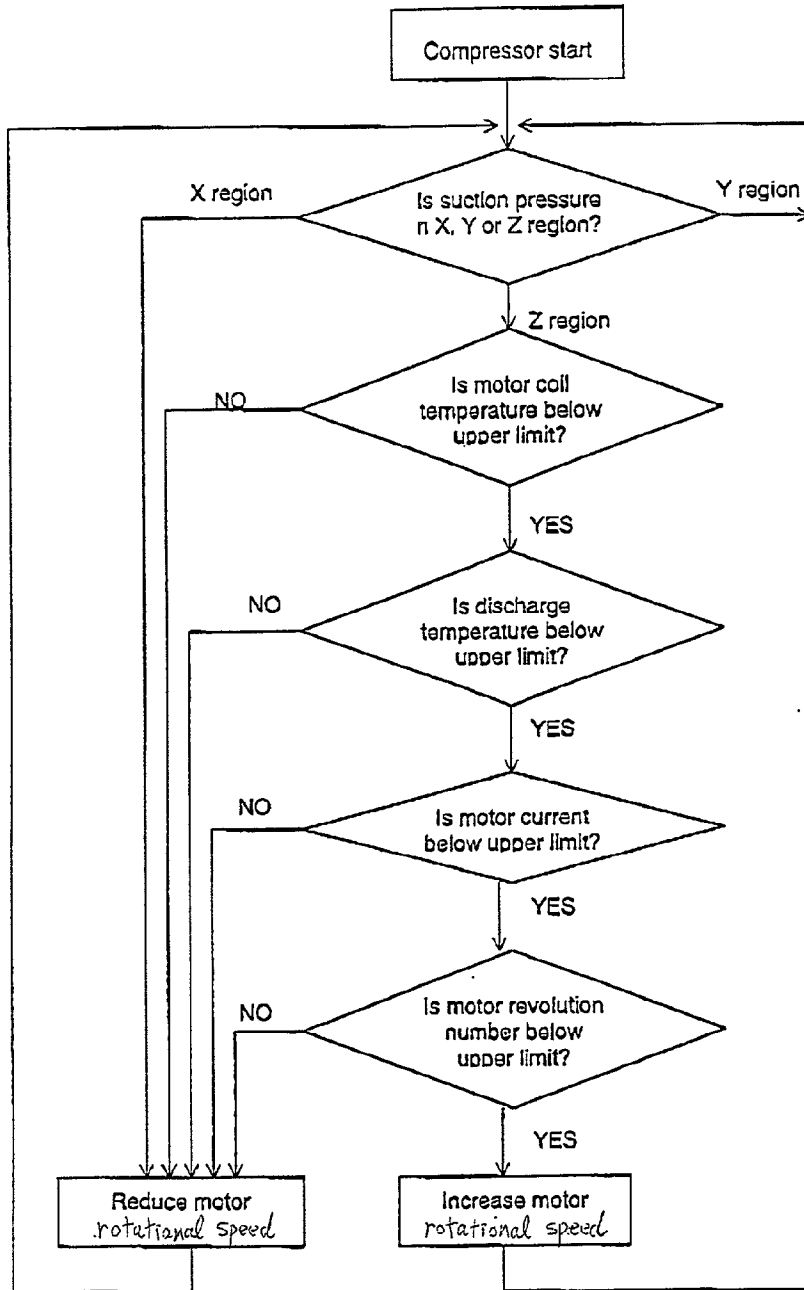 Compressor start
X region
Is suction pressure
n X, Y or Z region?
Y region
Z region
NO
Is motor coil
temperature below
upper limit?
YES
NO
Is discharge
temperature below
upper limit?
YES
NO
Is motor current
below upper limit?
YES
NO
Is motor revolution
number below
upper limit?
YES
Reduce motor
rotational speed
Increase motor
rotational speed